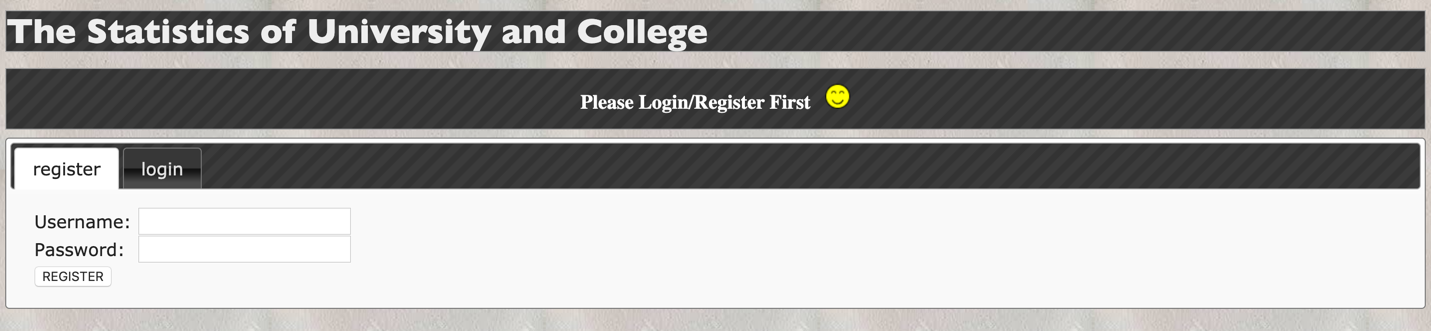 The Statistics of University and College
Please Login/Register First
register login
Username:
Password:
REGISTER